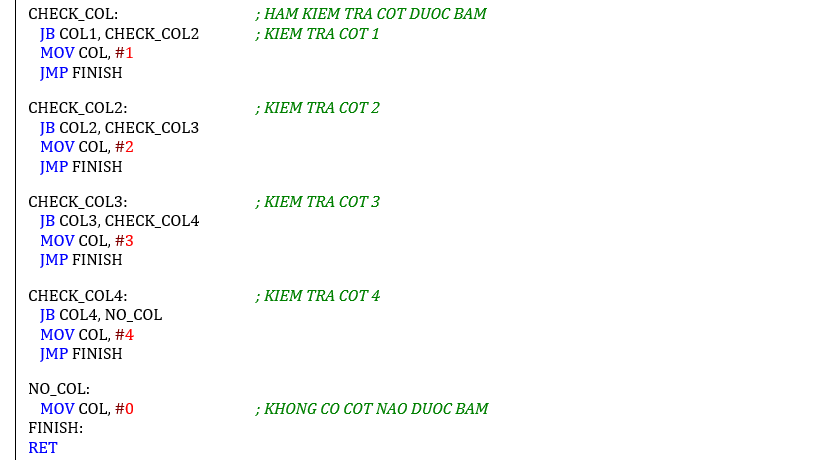 CHECK_COL: ; HAM KIEM TRA COT DUOC BAM
JB COL1, CHECK_COL2 ; KIEM TRA COT 1
MOV COL, #1
JMP FINISH
CHECK_COL2: ; KIEM TRA COT 2
JB COL2, CHECK_COL3
MOV COL, #2
JMP FINISH
CHECK_COL3: ; KIEM TRA COT 3
JB COL3, CHECK_COL4
MOV COL, #3
JMP FINISH
CHECK_COL4: ; KIEM TRA COT 4
JB COL4, NO_COL
MOV COL, #4
JMP FINISH
NO_COL:
MOV COL, #0 ; KHONG CO COT NAO DUOC BAM
FINISH:
RET